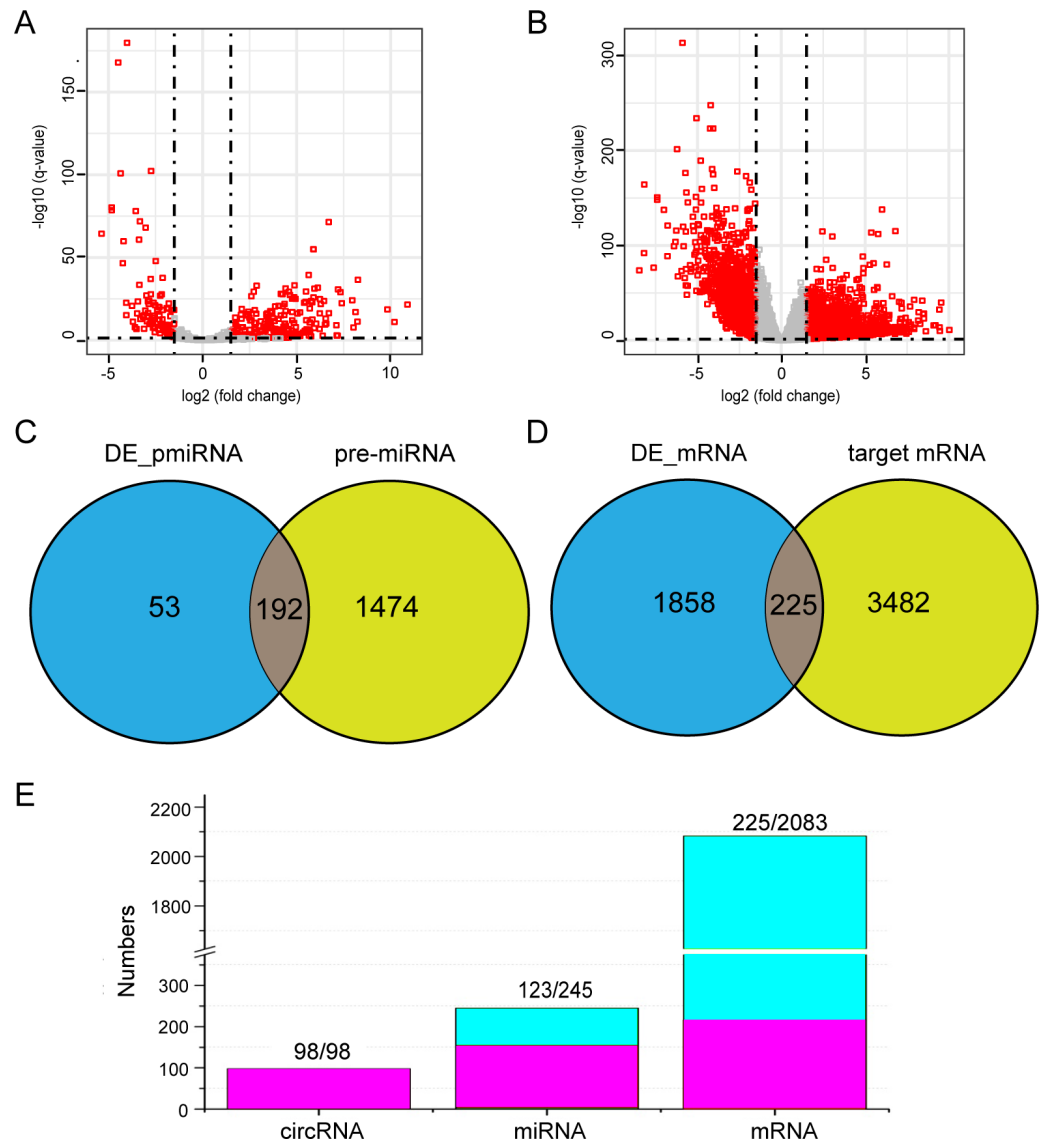 A
-log10 (q-value)
150
100
50
0
-5
0
5
10
log2 (fold change)
B
-log10 (q-value)
300
200
100
0
-5
0
5
log2 (fold change)
C
DE_pmiRNA
pre-miRNA
53
192
1474
D
DE_mRNA
target mRNA
1858
225
3482
E
Numbers
2200
2000
1800
300
200
100
0
98/98
123/245
225/2083
circRNA
miRNA
mRNA